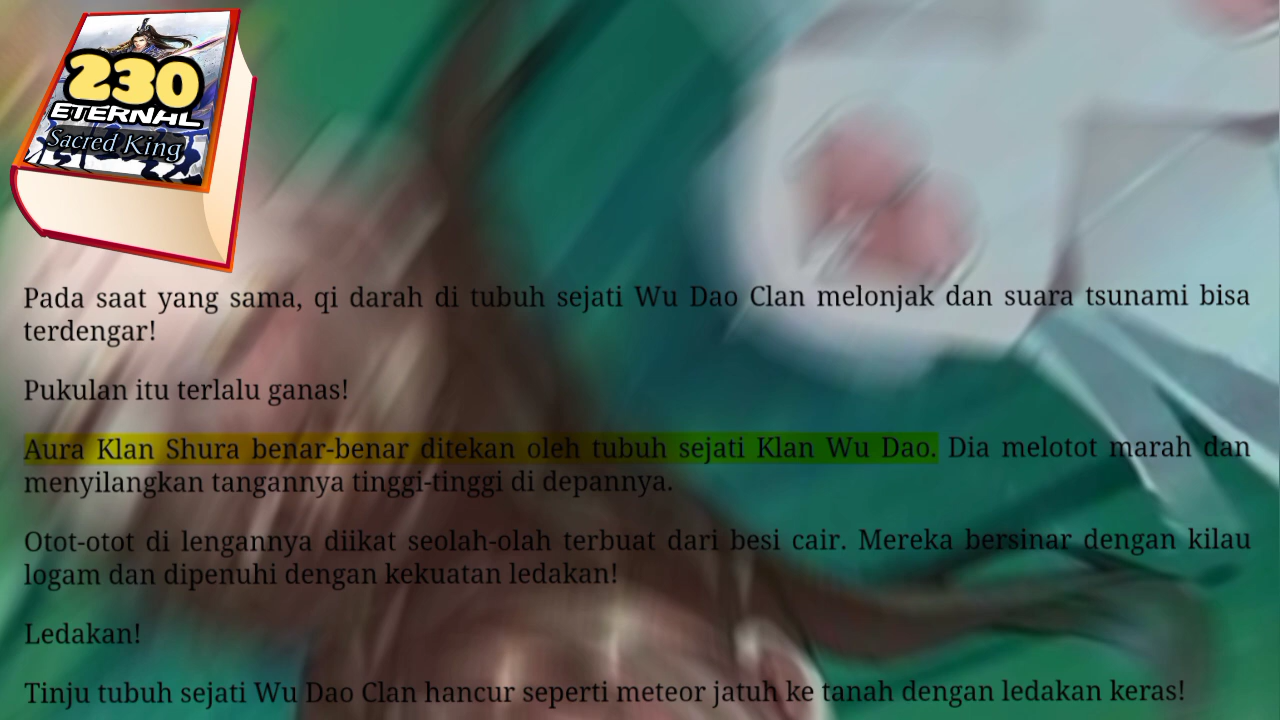 230
ETERNAL
Sacred King
Pada saat yang sama, qi darah di tubuh sejati Wu Dao Clan melonjak dan suara tsunami bisa
terdengar!
Pukulan itu terlalu ganas!
Aura Klan Shura benar-benar ditekan oleh tubuh sejati Klan Wu Dao. Dia melotot marah dan
menyilangkan tangannya tinggi-tinggi di depannya.
Otot-otot di lengannya diikat seolah-olah terbuat dari besi cair. Mereka bersinar dengan kilau
logam dan dipenuhi dengan kekuatan ledakan!
Ledakan!
Tinju tubuh sejati Wu Dao Clan hancur seperti meteor jatuh ke tanah dengan ledakan keras!